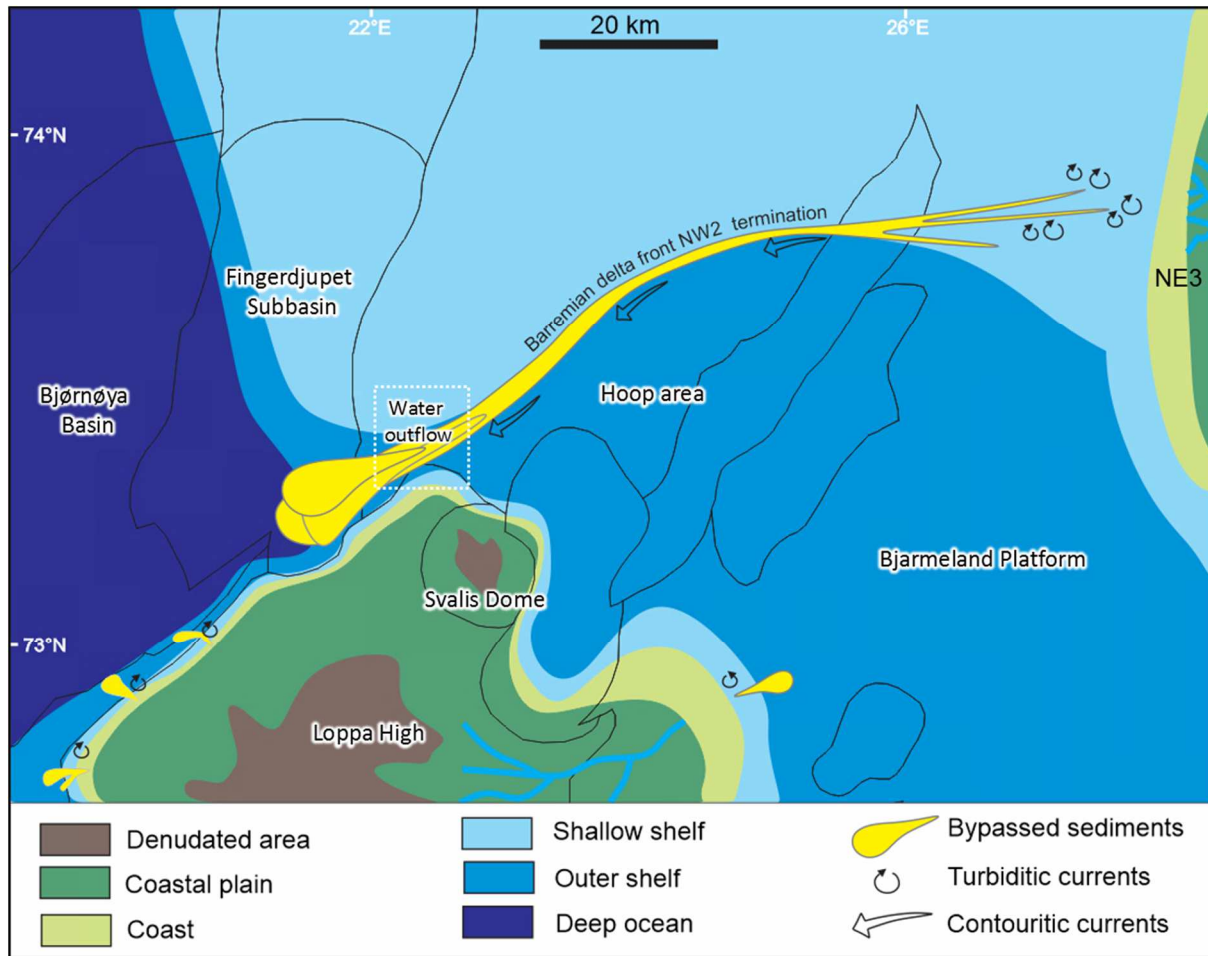 22°E
20 km
26°E
74°N
Barremian delta front NW2 termination
Fingerdjupet
Subbasin
NE3
Bjørnøya
Basin
Water
outflow
Hoop area
Bjarmeland Platform
Svalis Dome
73°N
Loppa High
Denudated area
Shallow shelf
Bypassed sediments
Coastal plain
Outer shelf
Turbiditic currents
Coast
Deep ocean
Contouritic currents